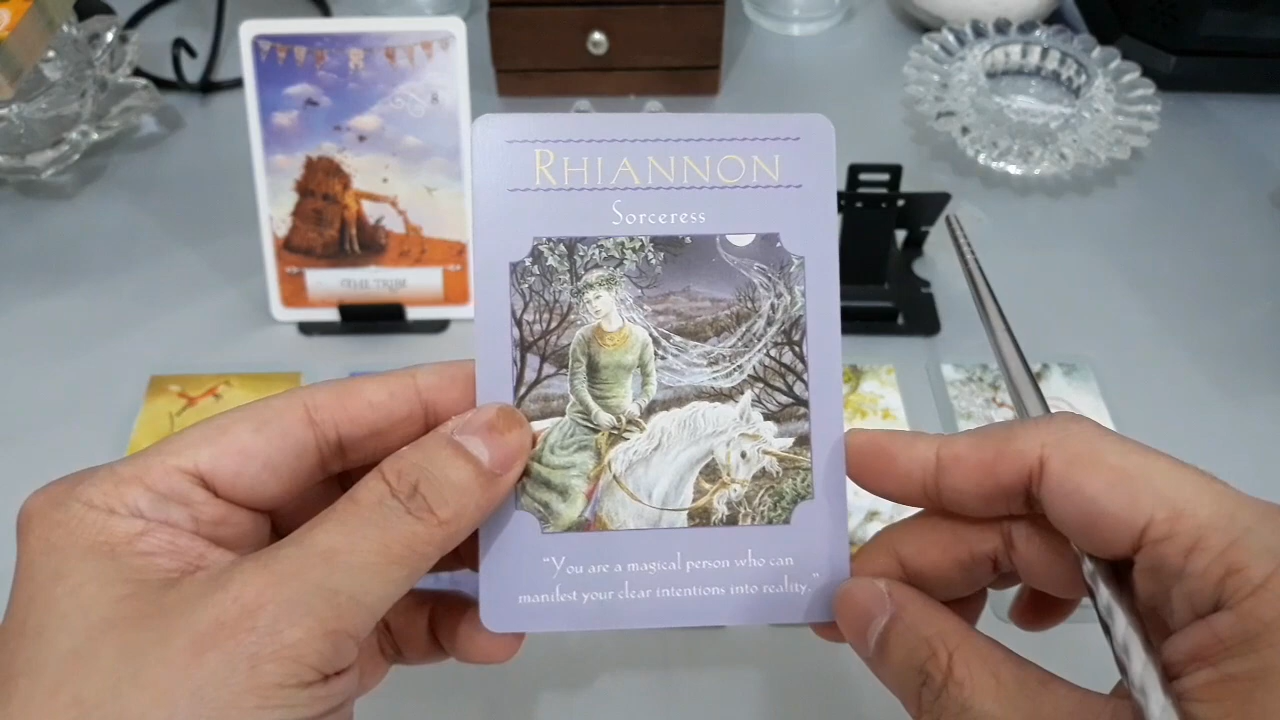 RHIANNON
Sorceress
"You are a magical person who can
manifest your clear intentions into reality."